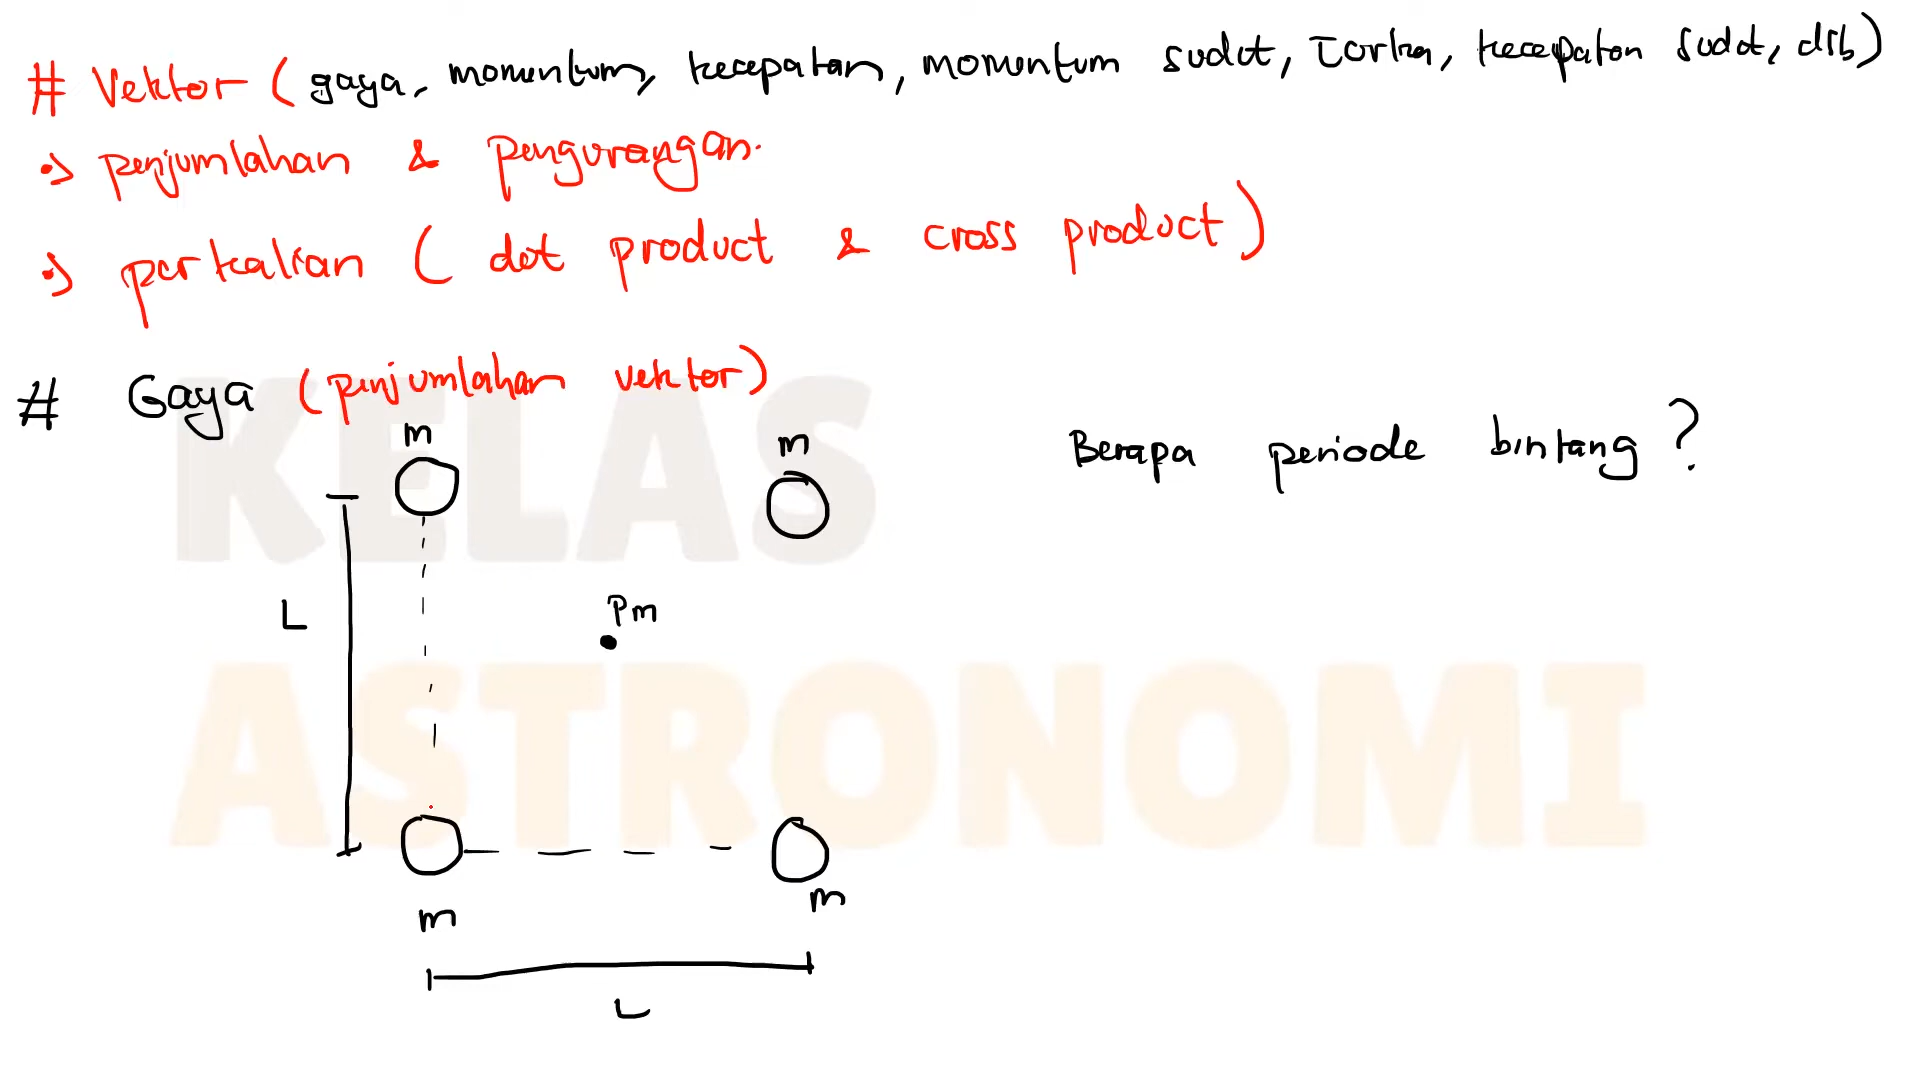 # Vektor (gaya, momentum, kecepatan, momentum sudut, Torka, kecepatan sudut, dsb)
→ penjumlahan & pengurangan.
→ perkalian ( dot product & cross product )
# Gaya (penjumlahan vektor)
m
m
Berapa periode bintang ?
L
Pm
m
m
L
KELAS
ASTRONOMI